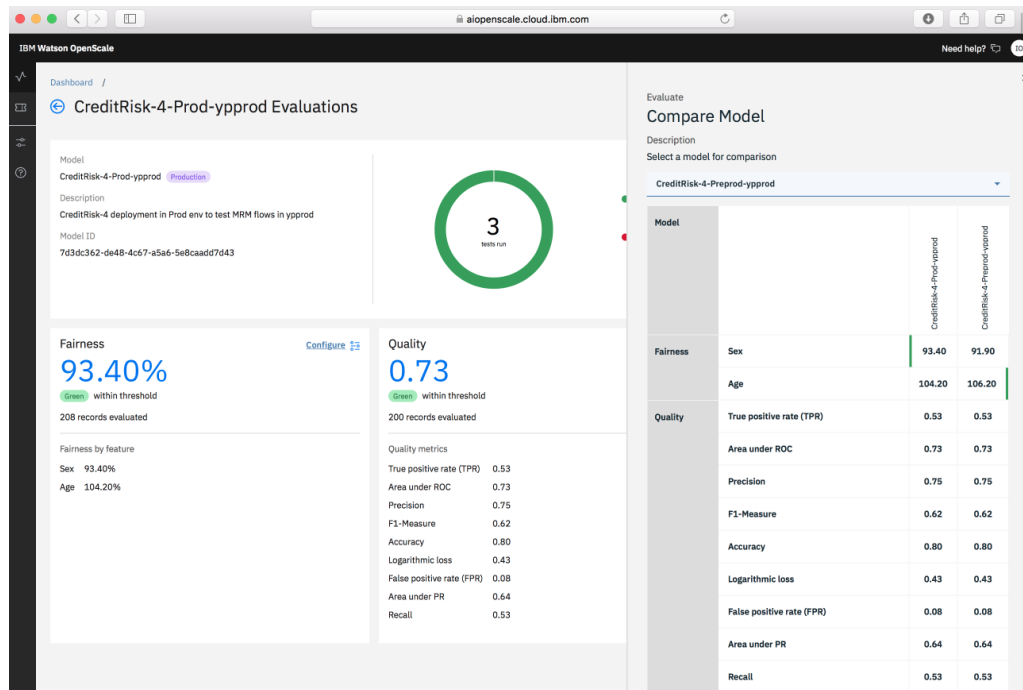 aiopenscale.cloud.ibm.com
IBM Watson OpenScale
Need help?
IO
Dashboard /
CreditRisk-4-Prod-ypprod Evaluations
Model
CreditRisk-4-Prod-ypprod Production
Description
CreditRisk-4 deployment in Prod env to test MRM flows in ypprod
Model ID
7d3dc362-de48-4c67-a5a6-5e8caadd7d43
3
tests run
Fairness
Configure
93.40%
Green within threshold
208 records evaluated
Fairness by feature
Sex 93.40%
Age 104.20%
Quality
0.73
Green within threshold
200 records evaluated
Quality metrics
True positive rate (TPR) 0.53
Area under ROC 0.73
Precision 0.75
F1-Measure 0.62
Accuracy 0.80
Logarithmic loss 0.43
False positive rate (FPR) 0.08
Area under PR 0.64
Recall 0.53
Evaluate
Compare Model
Description
Select a model for comparison
CreditRisk-4-Preprod-ypprod
Model
CreditRisk-4-Prod-ypprod
CreditRisk-4-Preprod-ypprod
Fairness Sex 93.40 91.90
Age 104.20 106.20
Quality True positive rate (TPR) 0.53 0.53
Area under ROC 0.73 0.73
Precision 0.75 0.75
F1-Measure 0.62 0.62
Accuracy 0.80 0.80
Logarithmic loss 0.43 0.43
False positive rate (FPR) 0.08 0.08
Area under PR 0.64 0.64
Recall 0.53 0.53